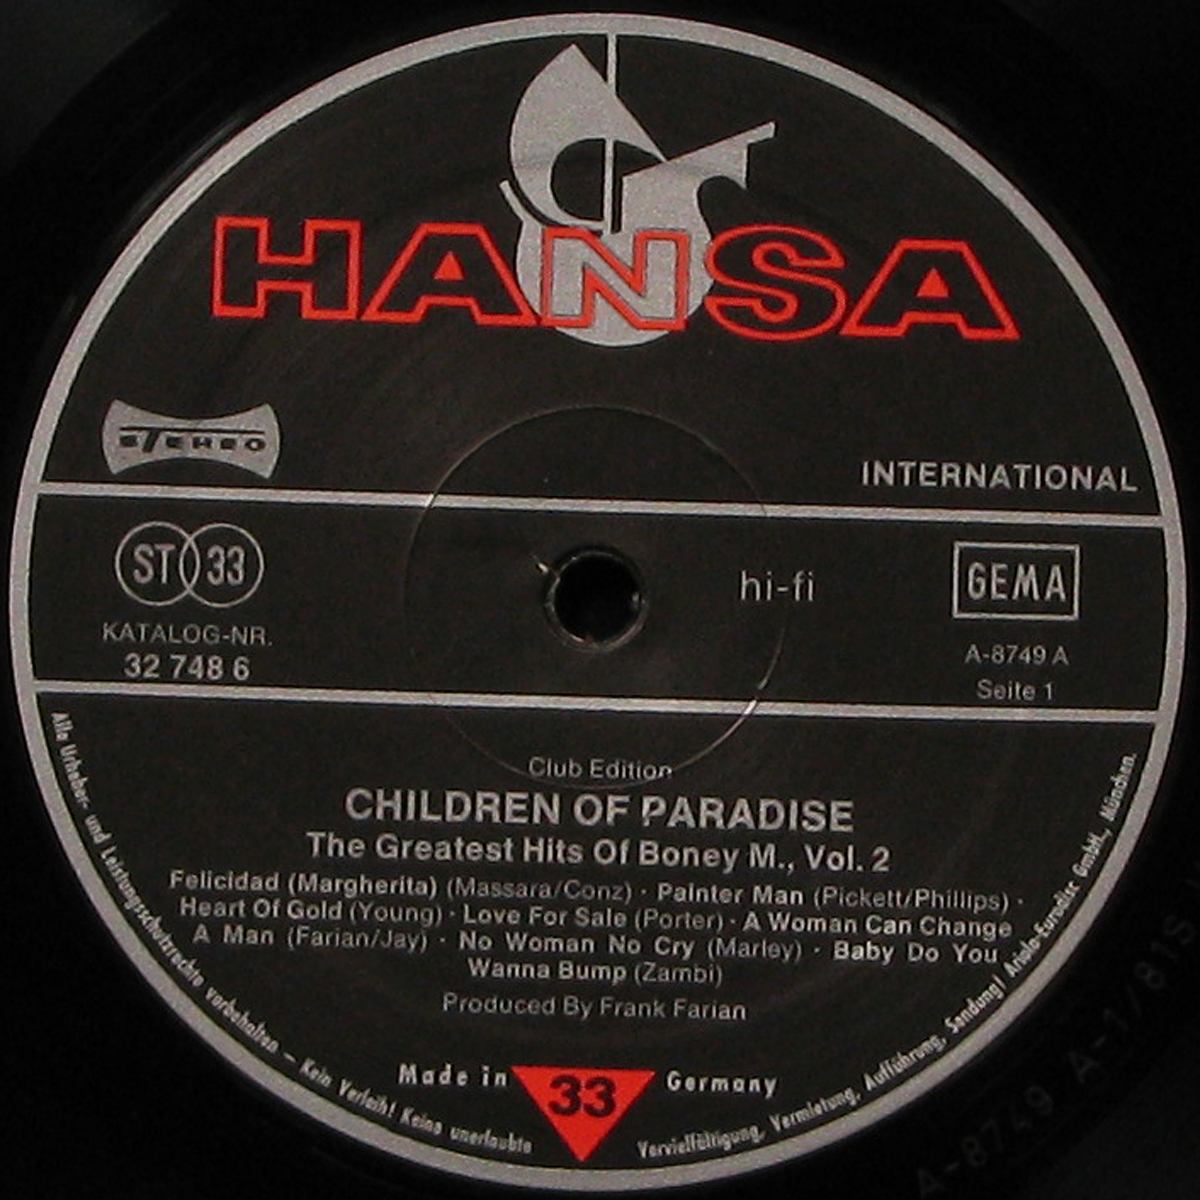 HANSA
STEREO
INTERNATIONAL
ST 33
hi-fi
GEMA
KATALOG-NR.
32 748 6
A-8749 A
Seite 1
Club Edition
CHILDREN OF PARADISE
The Greatest Hits Of Boney M., Vol. 2
Felicidad (Margherita) (Massara/Conz) · Painter Man (Pickett/Phillips) ·
Heart Of Gold (Young) · Love For Sale (Porter) · A Woman Can Change
A Man (Farian/Jay) · No Woman No Cry (Marley) · Baby Do You
Wanna Bump (Zambi)
Produced By Frank Farian
Made in 33 Germany
Alle Urheber- und Leistungsschutzrechte vorbehalten – Kein Verleih! Keine unerlaubte Vervielfältigung, Vermietung, Aufführung, Sendung! Ariola-Eurodisc GmbH., München.
A-8749 A-1/81S